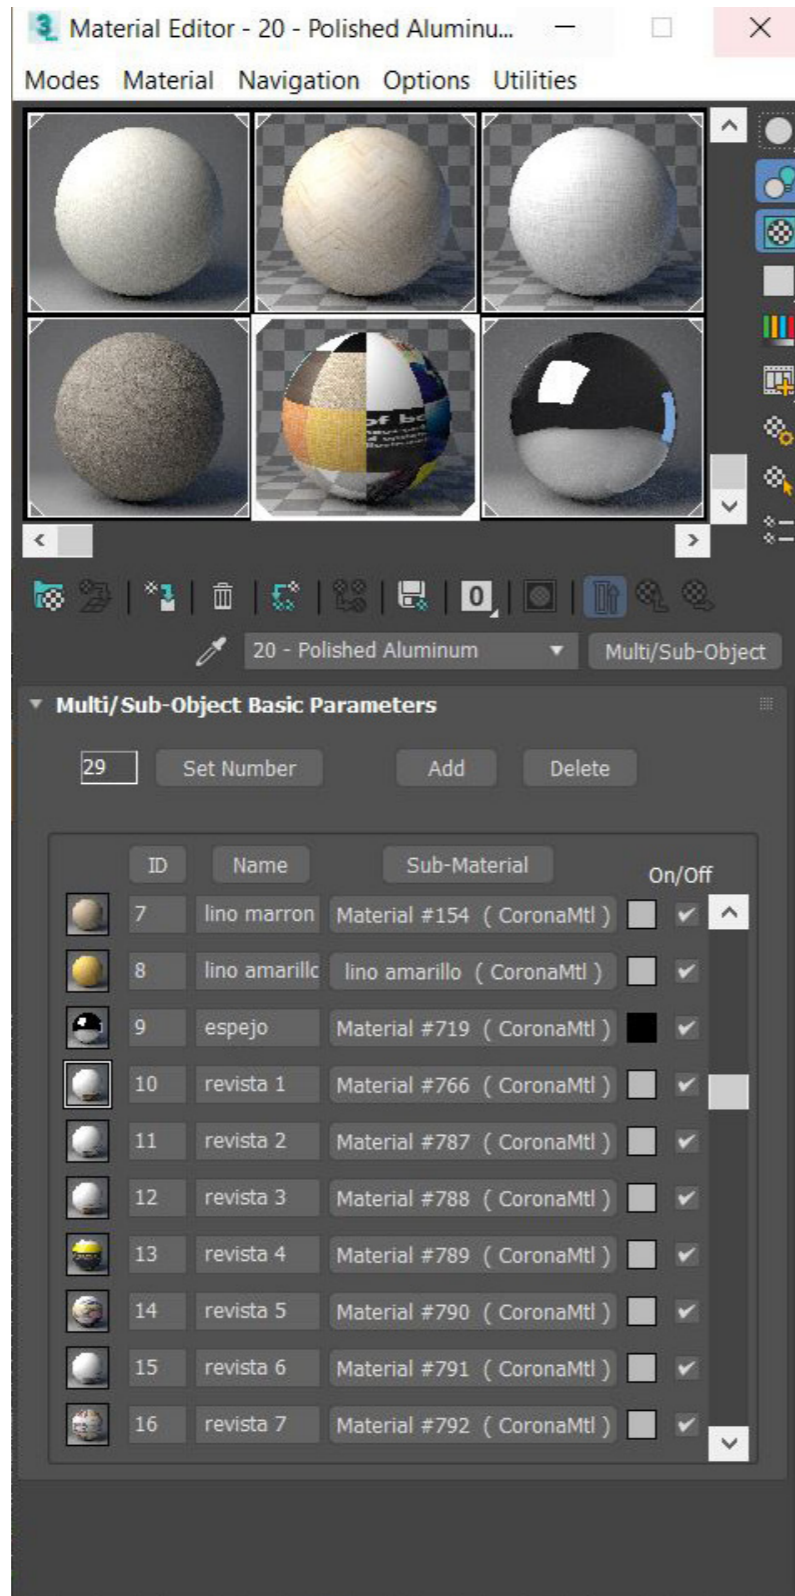 Material Editor - 20 - Polished Aluminu...
Modes Material Navigation Options Utilities
of bo
0
20 - Polished Aluminum Multi/Sub-Object
Multi/Sub-Object Basic Parameters
29 Set Number Add Delete
ID Name Sub-Material On/Off
7 lino marron Material #154 ( CoronaMtl )
8 lino amarillo lino amarillo ( CoronaMtl )
9 espejo Material #719 ( CoronaMtl )
10 revista 1 Material #766 ( CoronaMtl )
11 revista 2 Material #787 ( CoronaMtl )
12 revista 3 Material #788 ( CoronaMtl )
13 revista 4 Material #789 ( CoronaMtl )
14 revista 5 Material #790 ( CoronaMtl )
15 revista 6 Material #791 ( CoronaMtl )
16 revista 7 Material #792 ( CoronaMtl )